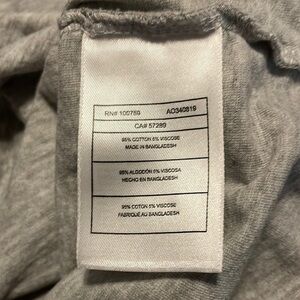 RN# 100789 AO340819
CA# 57289
95% COTTON 5% VISCOSE
MADE IN BANGLADESH
95% ALGODÓN 5% VISCOSA
HECHO EN BANGLADESH
95% COTON 5% VISCOSE
FABRIQUÉ AU BANGLADESH